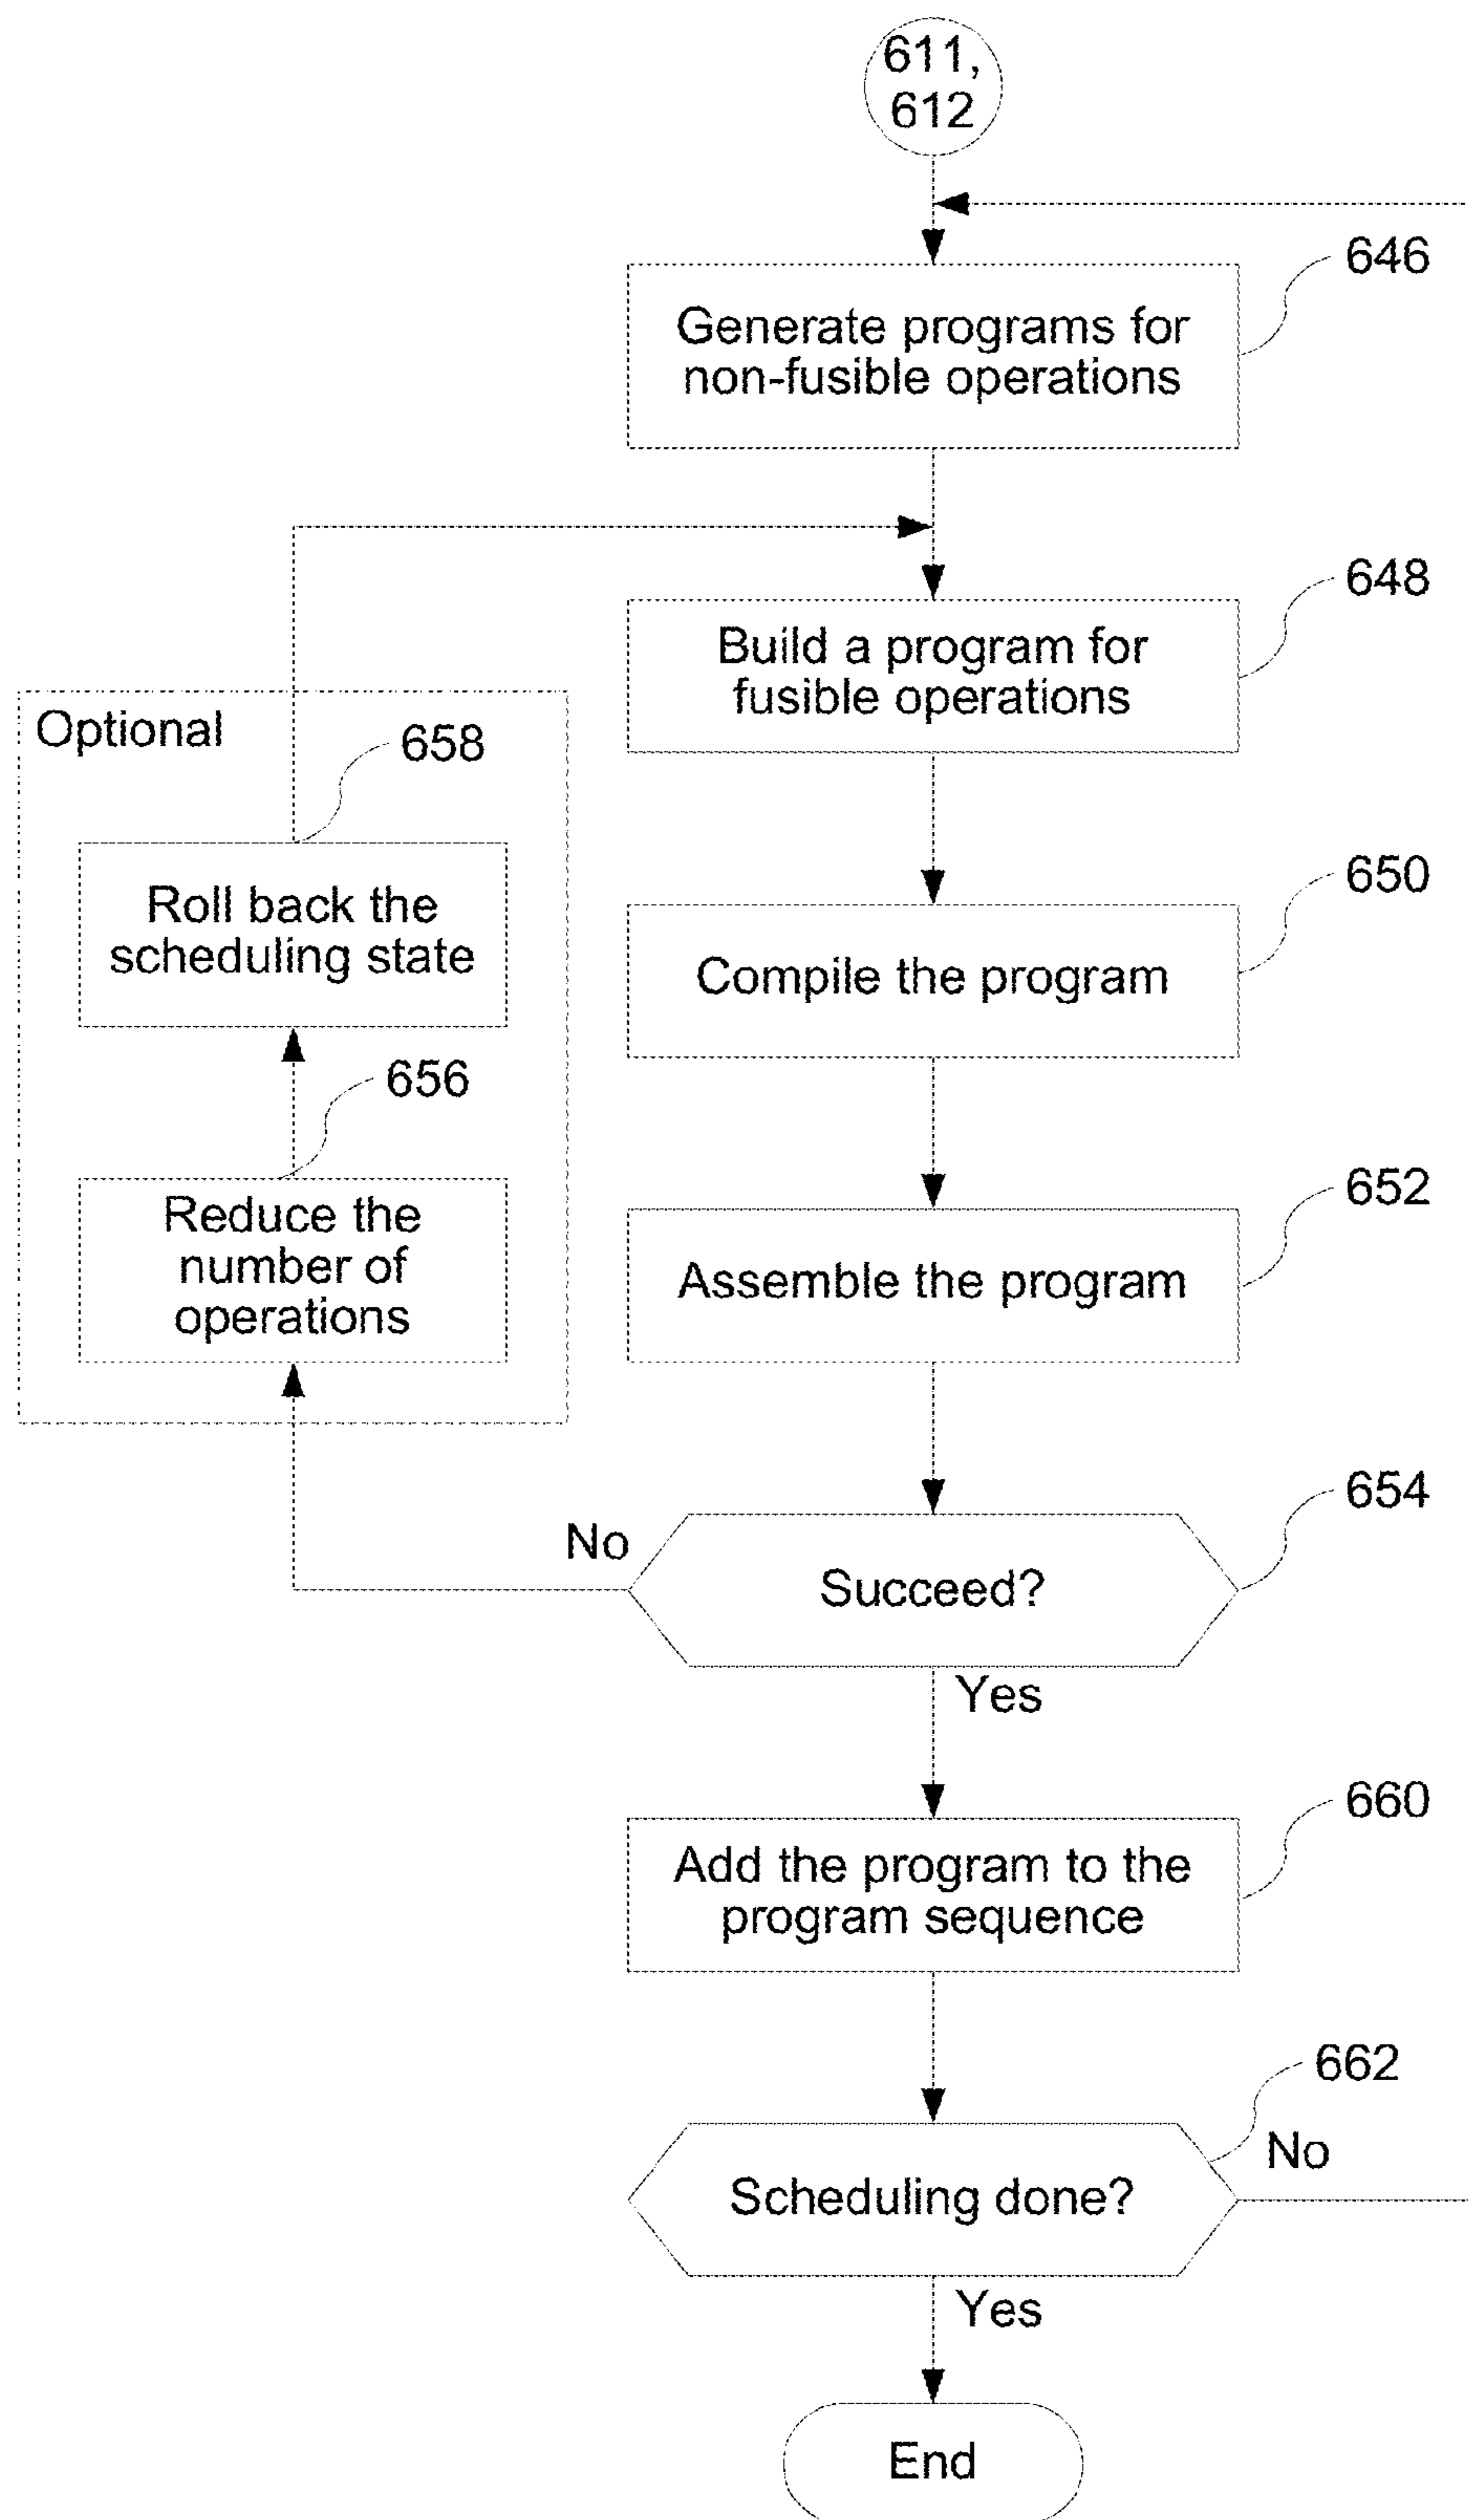 611,
612
646
Generate programs for
non-fusible operations
648
Build a program for
fusible operations
Optional
658
Roll back the
scheduling state
650
Compile the program
656
Reduce the
number of
operations
652
Assemble the program
654
No
Succeed?
Yes
660
Add the program to the
program sequence
662
No
Scheduling done?
Yes
End